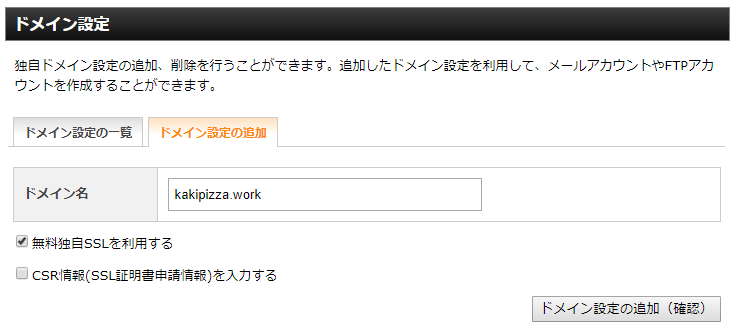 ドメイン設定
独自ドメイン設定の追加、削除を行うことができます。追加したドメイン設定を利用して、メールアカウントやFTPアカ
ウントを作成することができます。
ドメイン設定の一覧 ドメイン設定の追加
ドメイン名 kakipizza.work
無料独自SSLを利用する
CSR情報(SSL証明書申請情報)を入力する
ドメイン設定の追加（確認）